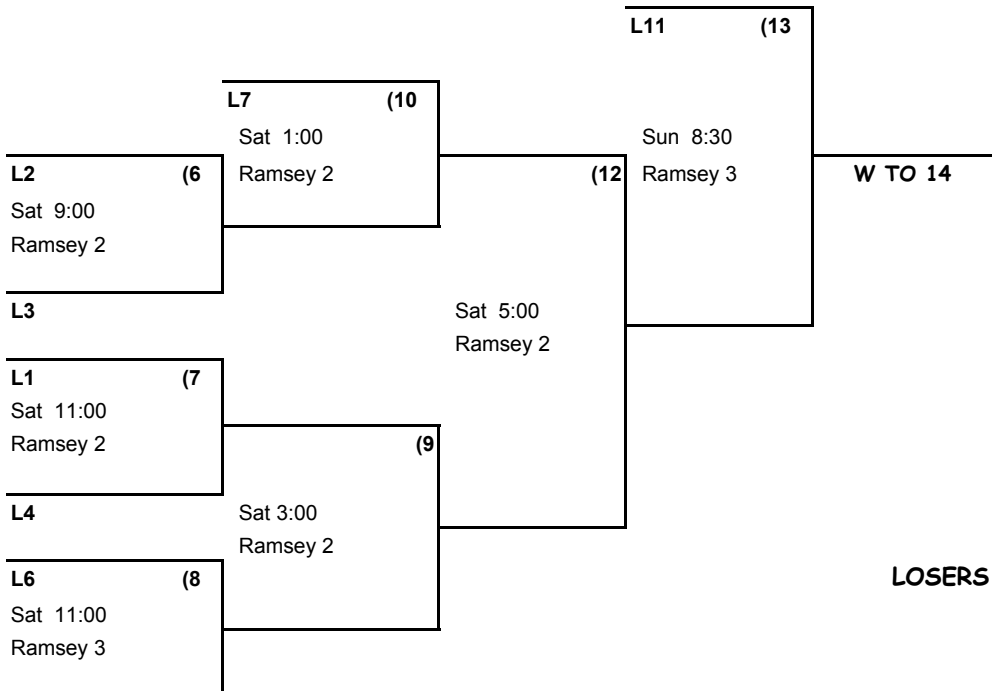 L11 (13
L7 (10
Sat 1:00
Sun 8:30
L2 (6
Ramsey 2
(12
Ramsey 3
W TO 14
Sat 9:00
Ramsey 2
L3
Sat 5:00
Ramsey 2
L1 (7
Sat 11:00
Ramsey 2
(9
L4
Sat 3:00
Ramsey 2
L6 (8
LOSERS
Sat 11:00
Ramsey 3